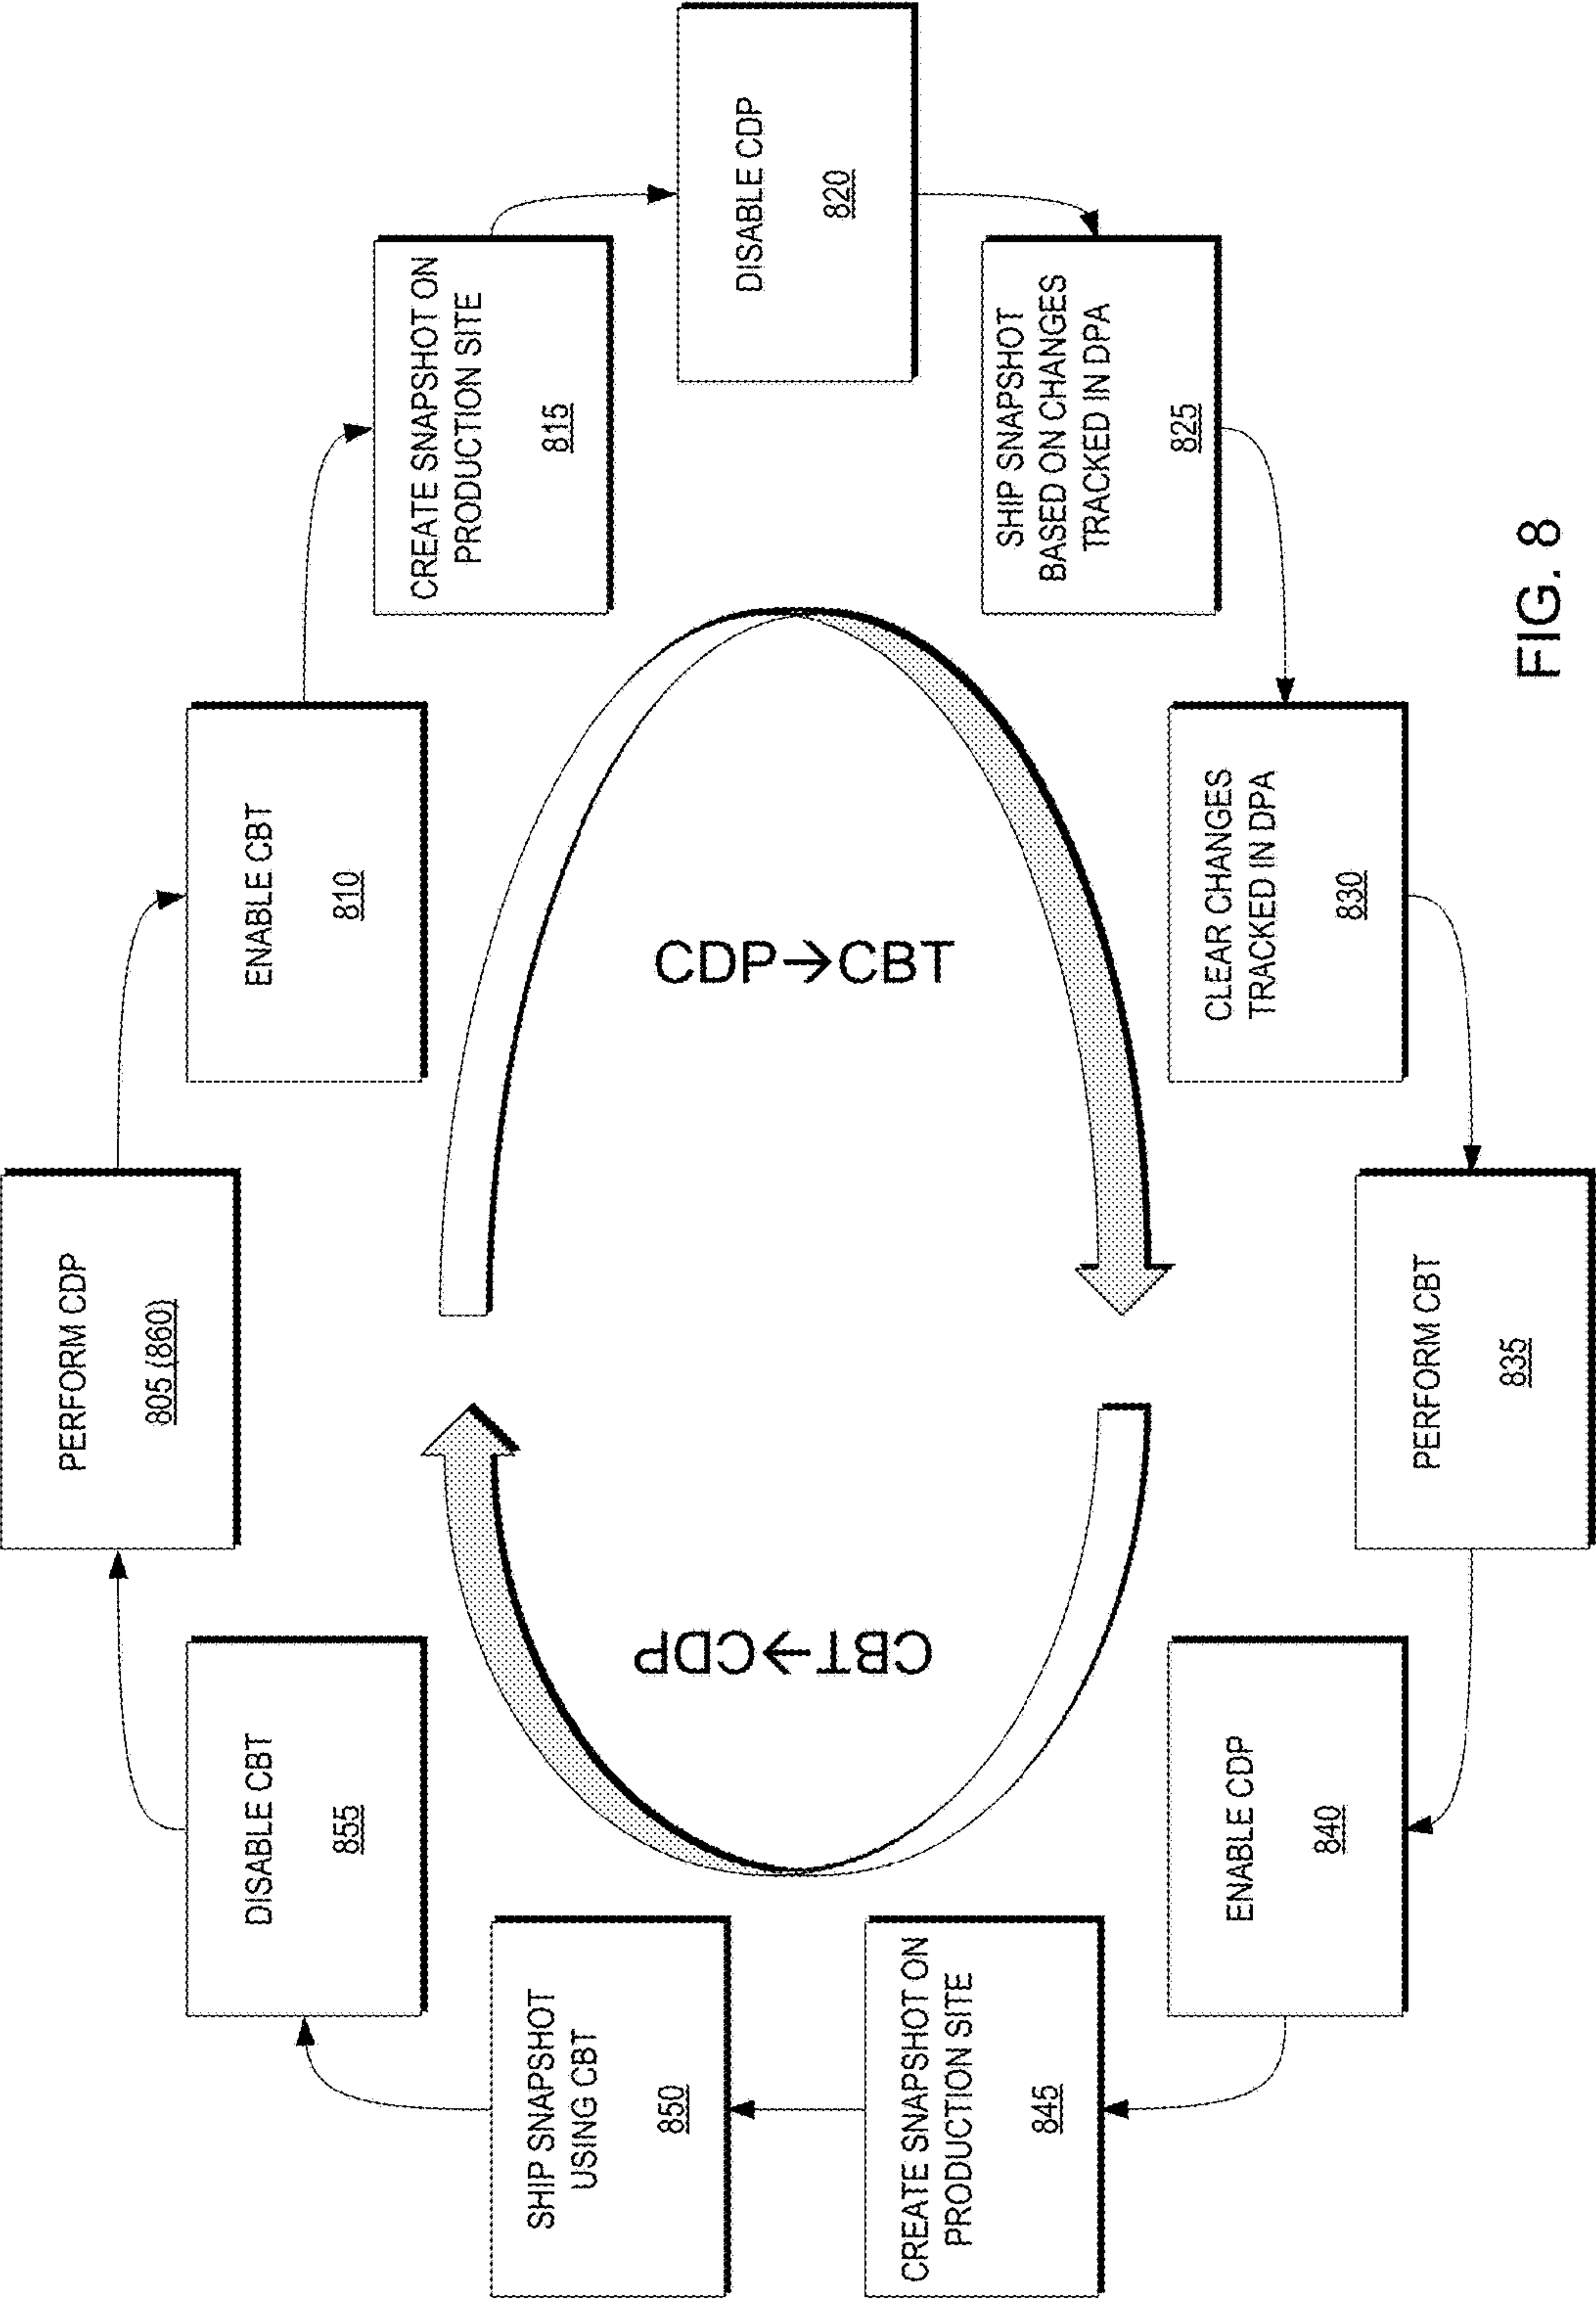 PERFORM CDP
805 (860)
ENABLE CBT
810
CREATE SNAPSHOT ON
PRODUCTION SITE
815
DISABLE CDP
820
SHIP SNAPSHOT
BASED ON CHANGES
TRACKED IN DPA
825
CLEAR CHANGES
TRACKED IN DPA
830
PERFORM CBT
835
ENABLE CDP
840
CREATE SNAPSHOT ON
PRODUCTION SITE
845
SHIP SNAPSHOT
USING CBT
850
DISABLE CBT
855
CDP→CBT
CBT→CDP
FIG. 8